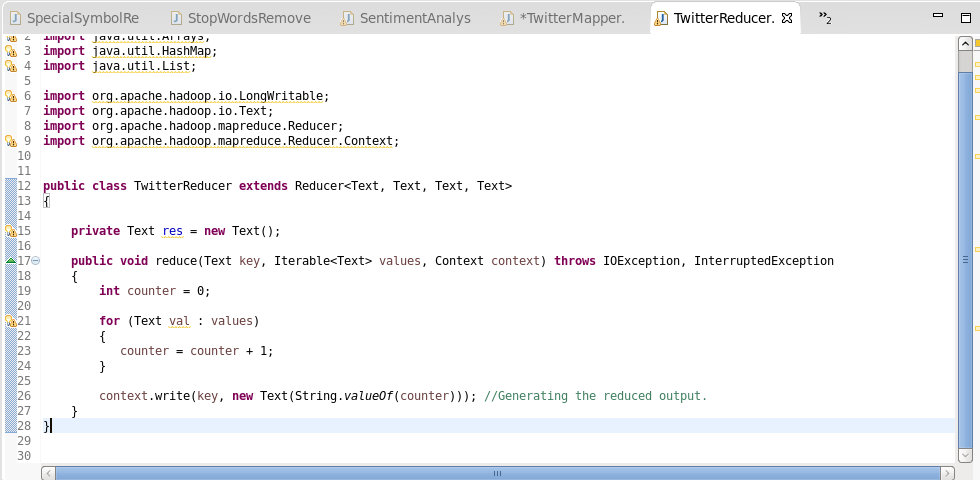 SpecialSymbolRe StopWordsRemove SentimentAnalys *TwitterMapper. TwitterReducer. »2
2 import java.util.Arrays;
3 import java.util.HashMap;
4 import java.util.List;
5
6 import org.apache.hadoop.io.LongWritable;
7 import org.apache.hadoop.io.Text;
8 import org.apache.hadoop.mapreduce.Reducer;
9 import org.apache.hadoop.mapreduce.Reducer.Context;
10
11
12 public class TwitterReducer extends Reducer<Text, Text, Text, Text>
13 {
14
15 private Text res = new Text();
16
17 public void reduce(Text key, Iterable<Text> values, Context context) throws IOException, InterruptedException
18 {
19 int counter = 0;
20
21 for (Text val : values)
22 {
23 counter = counter + 1;
24 }
25
26 context.write(key, new Text(String.valueOf(counter))); //Generating the reduced output.
27 }
28 }
29
30